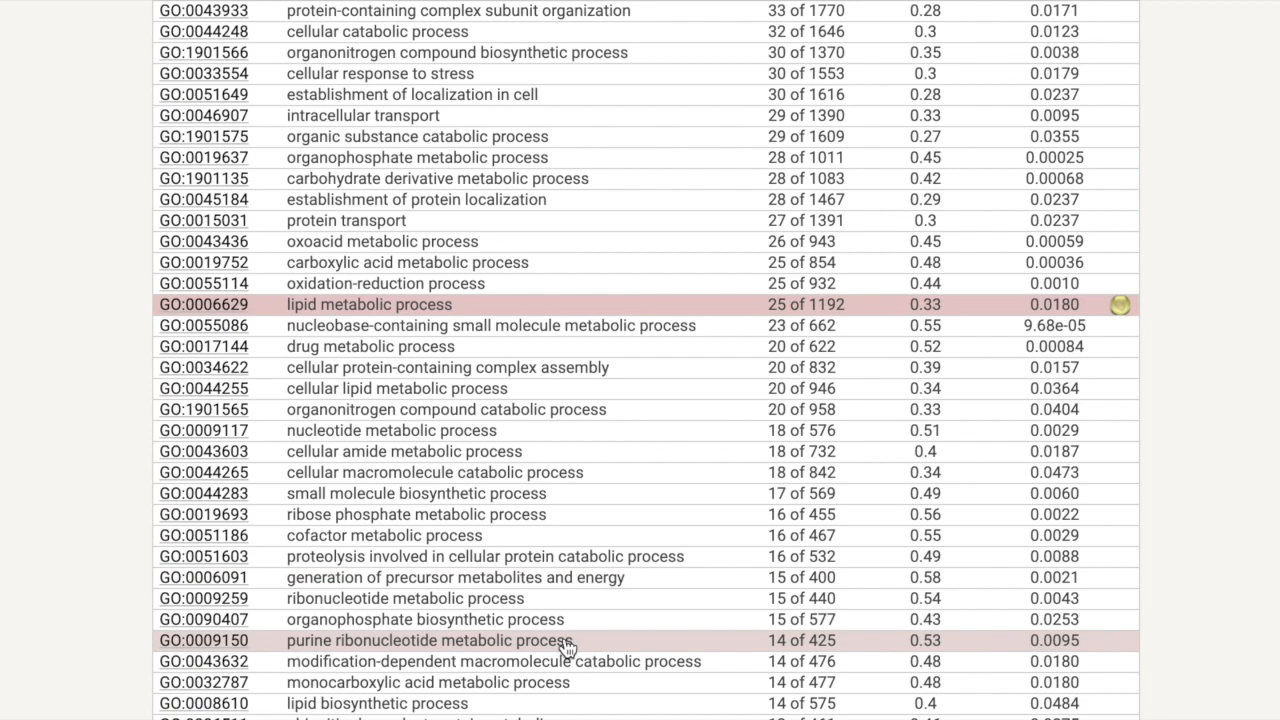 GO:0043933 protein-containing complex subunit organization 33 of 1770 0.28 0.0171
GO:0044248 cellular catabolic process 32 of 1646 0.3 0.0123
GO:1901566 organonitrogen compound biosynthetic process 30 of 1370 0.35 0.0038
GO:0033554 cellular response to stress 30 of 1553 0.3 0.0179
GO:0051649 establishment of localization in cell 30 of 1616 0.28 0.0237
GO:0046907 intracellular transport 29 of 1390 0.33 0.0095
GO:1901575 organic substance catabolic process 29 of 1609 0.27 0.0355
GO:0019637 organophosphate metabolic process 28 of 1011 0.45 0.00025
GO:1901135 carbohydrate derivative metabolic process 28 of 1083 0.42 0.00068
GO:0045184 establishment of protein localization 28 of 1467 0.29 0.0237
GO:0015031 protein transport 27 of 1391 0.3 0.0237
GO:0043436 oxoacid metabolic process 26 of 943 0.45 0.00059
GO:0019752 carboxylic acid metabolic process 25 of 854 0.48 0.00036
GO:0055114 oxidation-reduction process 25 of 932 0.44 0.0010
GO:0006629 lipid metabolic process 25 of 1192 0.33 0.0180
GO:0055086 nucleobase-containing small molecule metabolic process 23 of 662 0.55 9.68e-05
GO:0017144 drug metabolic process 20 of 622 0.52 0.00084
GO:0034622 cellular protein-containing complex assembly 20 of 832 0.39 0.0157
GO:0044255 cellular lipid metabolic process 20 of 946 0.34 0.0364
GO:1901565 organonitrogen compound catabolic process 20 of 958 0.33 0.0404
GO:0009117 nucleotide metabolic process 18 of 576 0.51 0.0029
GO:0043603 cellular amide metabolic process 18 of 732 0.4 0.0187
GO:0044265 cellular macromolecule catabolic process 18 of 842 0.34 0.0473
GO:0044283 small molecule biosynthetic process 17 of 569 0.49 0.0060
GO:0019693 ribose phosphate metabolic process 16 of 455 0.56 0.0022
GO:0051186 cofactor metabolic process 16 of 467 0.55 0.0029
GO:0051603 proteolysis involved in cellular protein catabolic process 16 of 532 0.49 0.0088
GO:0006091 generation of precursor metabolites and energy 15 of 400 0.58 0.0021
GO:0009259 ribonucleotide metabolic process 15 of 440 0.54 0.0043
GO:0090407 organophosphate biosynthetic process 15 of 577 0.43 0.0253
GO:0009150 purine ribonucleotide metabolic process 14 of 425 0.53 0.0095
GO:0043632 modification-dependent macromolecule catabolic process 14 of 476 0.48 0.0180
GO:0032787 monocarboxylic acid metabolic process 14 of 477 0.48 0.0180
GO:0008610 lipid biosynthetic process 14 of 575 0.4 0.0484